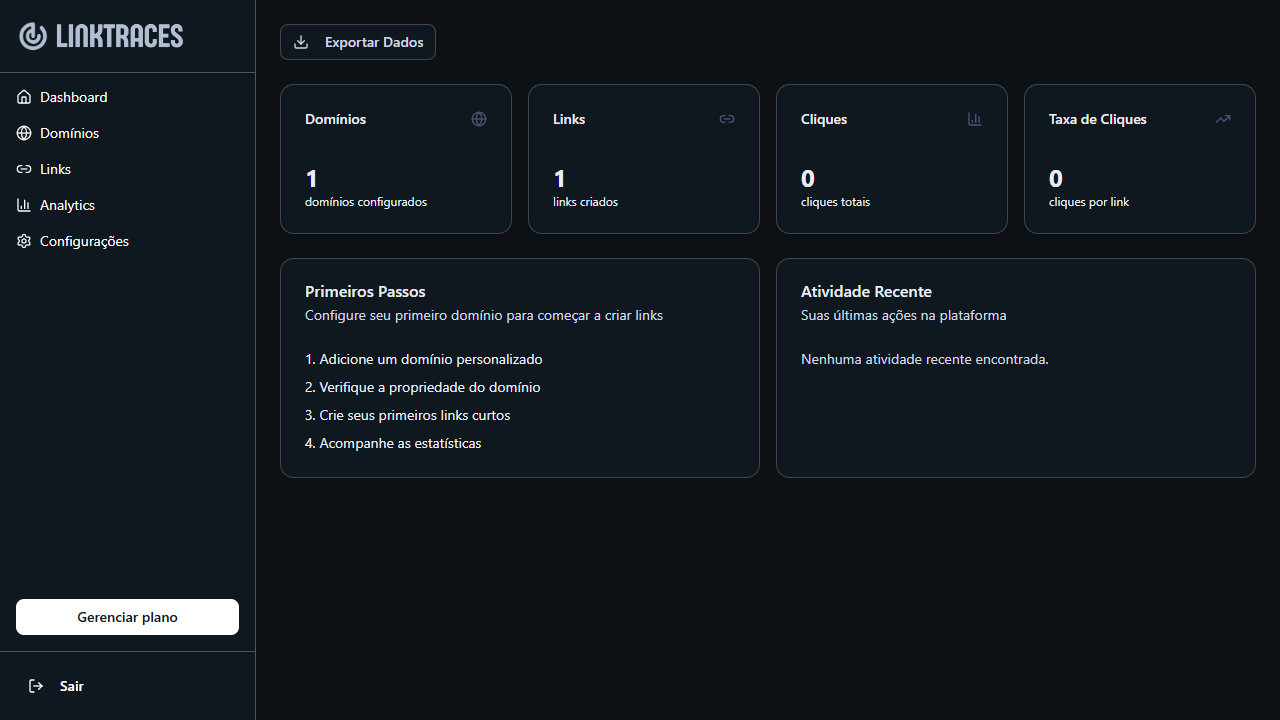 LINKTRACES
Dashboard
Domínios
Links
Analytics
Configurações
Gerenciar plano
Sair
Exportar Dados
Domínios
1
domínios configurados
Links
1
links criados
Cliques
0
cliques totais
Taxa de Cliques
0
cliques por link
Primeiros Passos
Configure seu primeiro domínio para começar a criar links
1. Adicione um domínio personalizado
2. Verifique a propriedade do domínio
3. Crie seus primeiros links curtos
4. Acompanhe as estatísticas
Atividade Recente
Suas últimas ações na plataforma
Nenhuma atividade recente encontrada.